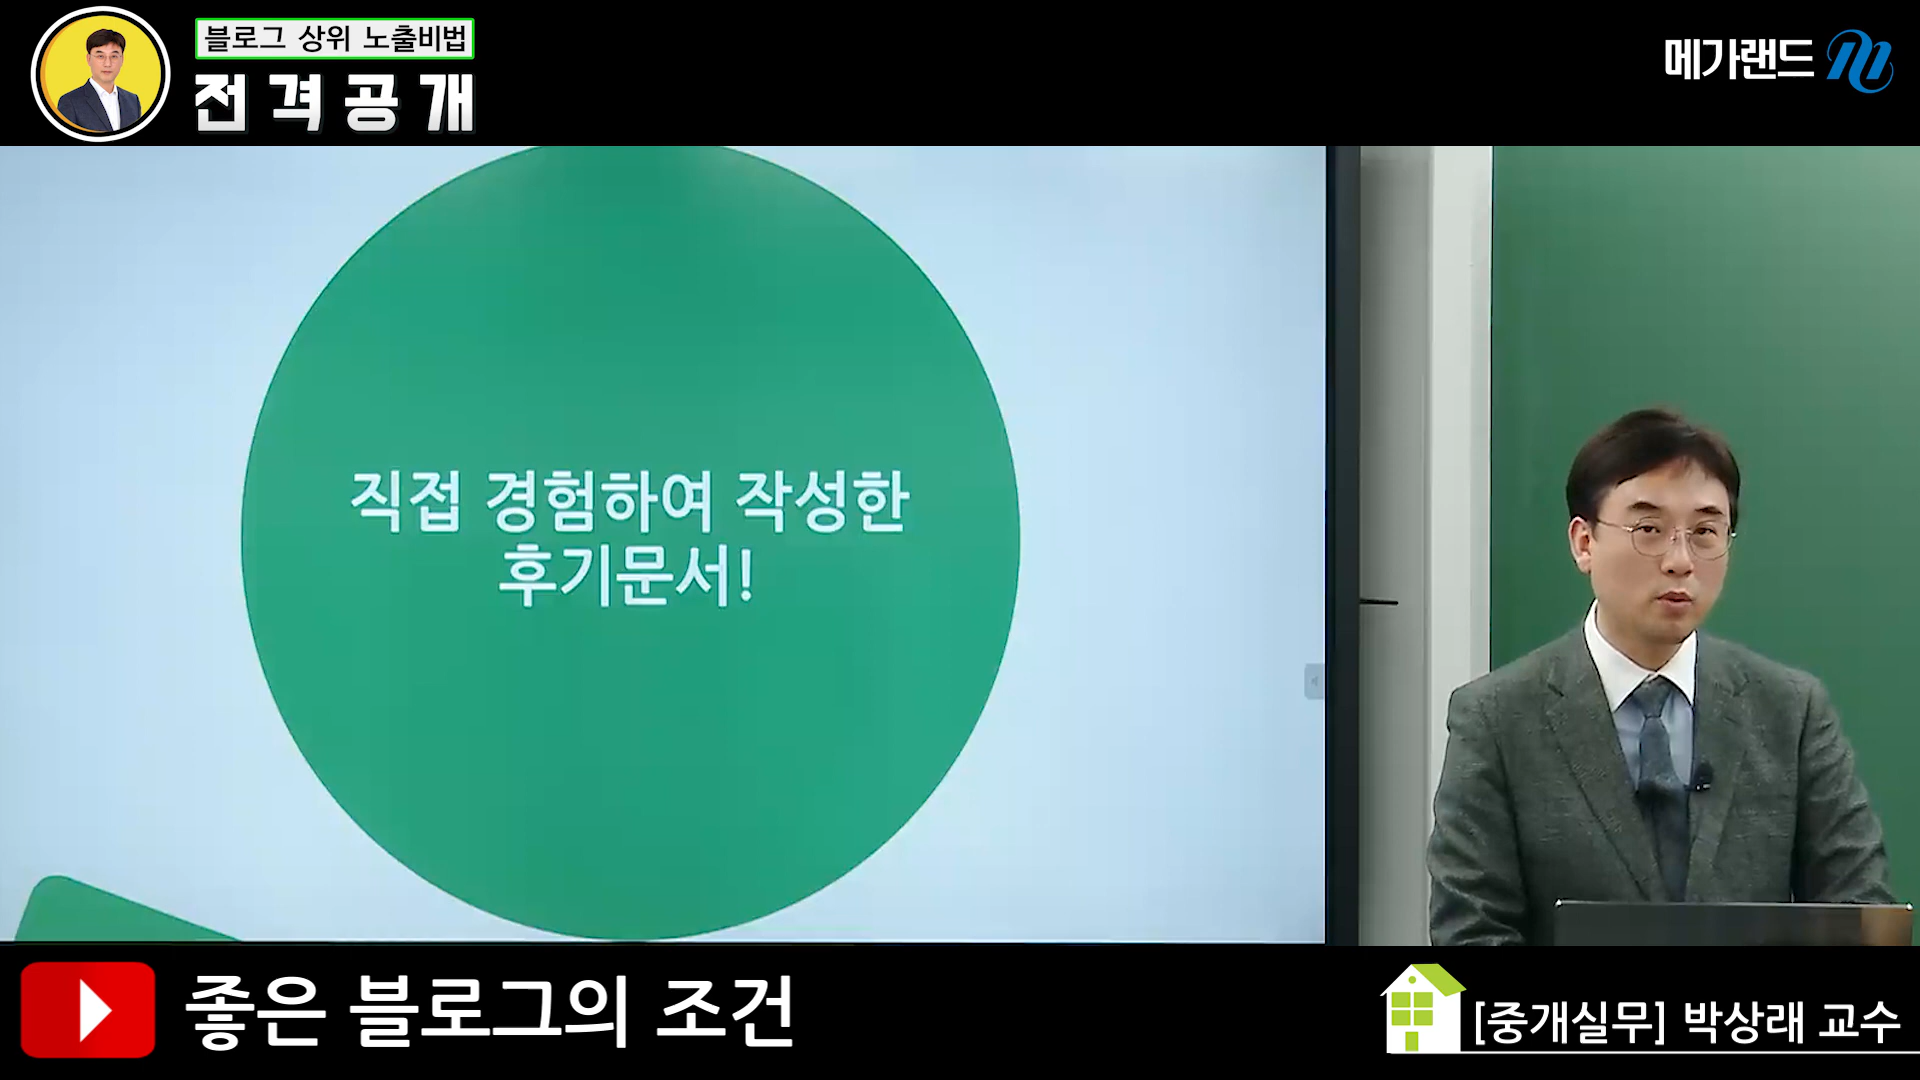 블로그 상위 노출비법
전격공개
메가랜드
직접 경험하여 작성한
후기문서!
좋은 블로그의 조건
[중개실무] 박상래 교수